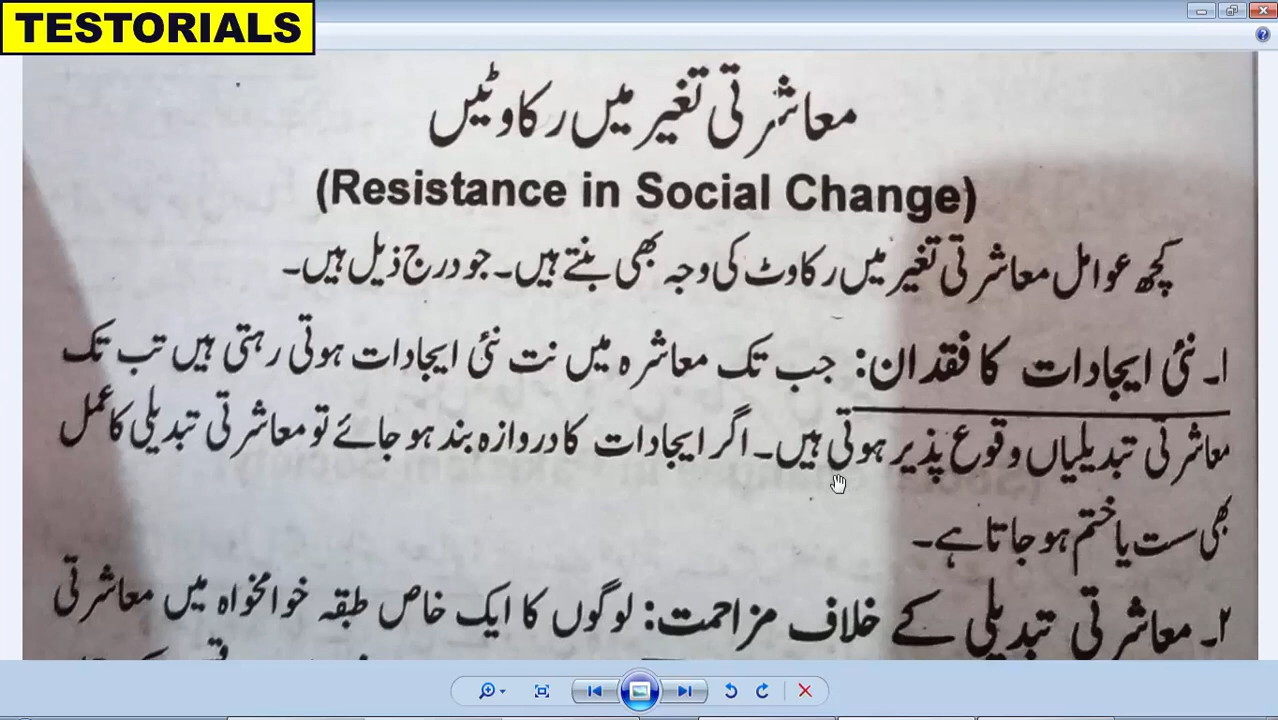 TESTORIALS
معاشرتی تغیر میں رکاوٹیں
(Resistance in Social Change)
کچھ عوامل معاشرتی تغیر میں رکاوٹ کی وجہ بھی بنتے ہیں۔ جو درج ذیل ہیں۔
۱۔ نئی ایجادات کا فقدان: جب تک معاشرہ میں نت نئی ایجادات ہوتی رہتی ہیں تب تک
معاشرتی تبدیلیاں وقوع پذیر ہوتی ہیں۔ اگر ایجادات کا دروازہ بند ہو جائے تو معاشرتی تبدیلی کا عمل
بھی ست یا ختم ہو جاتا ہے۔
۲۔ معاشرتی تبدیلی کے خلاف مزاحمت: لوگوں کا ایک خاص طبقہ خوامخواہ میں معاشرتی